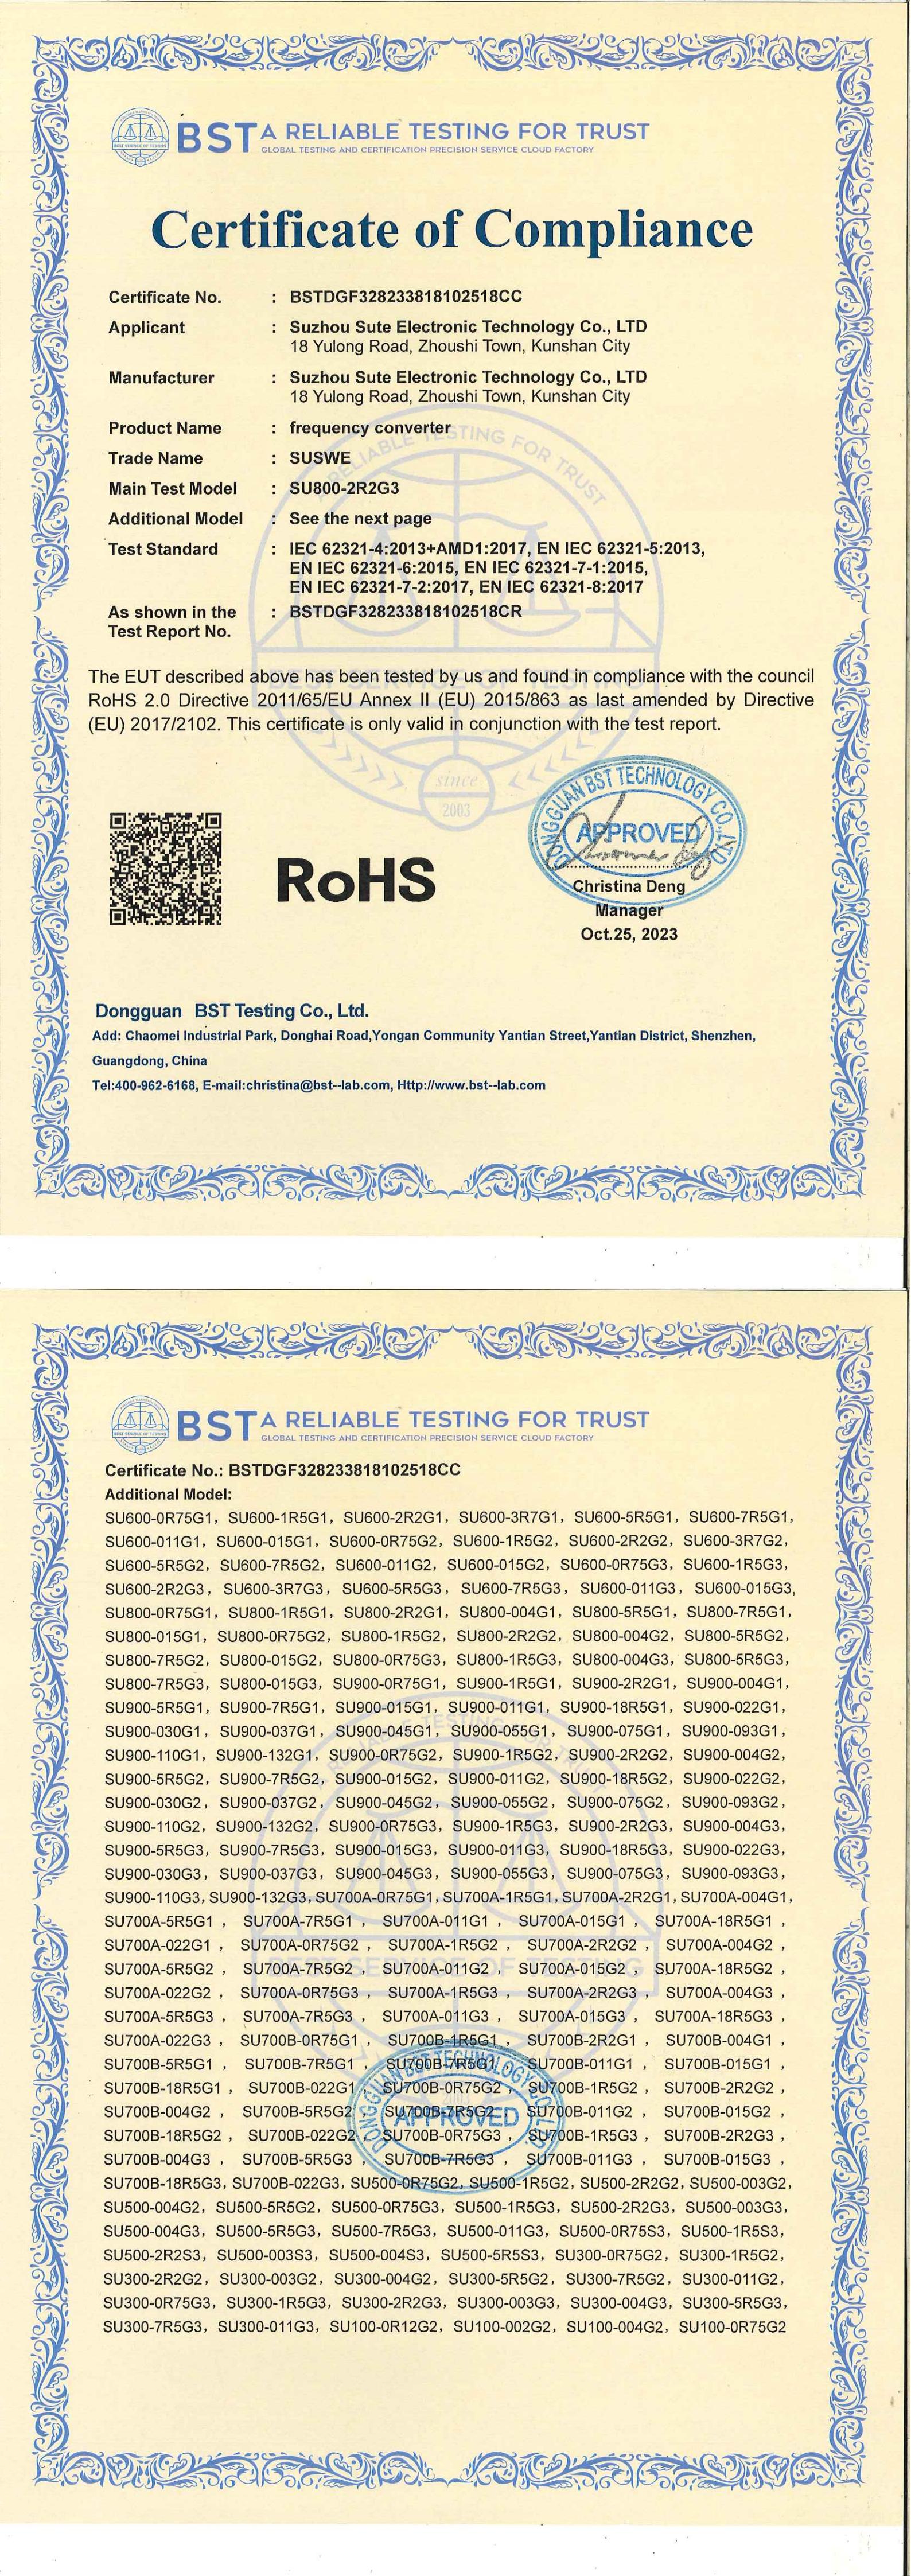 BST A RELIABLE TESTING FOR TRUST
GLOBAL TESTING AND CERTIFICATION PRECISION SERVICE CLOUD FACTORY
Certificate of Compliance
Certificate No. : BSTDGF328233818102518CC
Applicant : Suzhou Sute Electronic Technology Co., LTD
18 Yulong Road, Zhoushi Town, Kunshan City
Manufacturer : Suzhou Sute Electronic Technology Co., LTD
18 Yulong Road, Zhoushi Town, Kunshan City
Product Name : frequency converter
Trade Name : SUSWE
Main Test Model : SU800-2R2G3
Additional Model : See the next page
Test Standard : IEC 62321-4:2013+AMD1:2017, EN IEC 62321-5:2013,
EN IEC 62321-6:2015, EN IEC 62321-7-1:2015,
EN IEC 62321-7-2:2017, EN IEC 62321-8:2017
As shown in the : BSTDGF328233818102518CR
Test Report No.
The EUT described above has been tested by us and found in compliance with the council
RoHS 2.0 Directive 2011/65/EU Annex II (EU) 2015/863 as last amended by Directive
(EU) 2017/2102. This certificate is only valid in conjunction with the test report.
RELIABLE TESTING FOR TRUST
BEST SERVICE OF TESTING
since
2003
DONGGUAN BST TECHNOLOGY CO.,LTD
APPROVED
RoHS
Christina Deng
Manager
Oct.25, 2023
Dongguan BST Testing Co., Ltd.
Add: Chaomei Industrial Park, Donghai Road,Yongan Community Yantian Street,Yantian District, Shenzhen,
Guangdong, China
Tel:400-962-6168, E-mail:christina@bst--lab.com, Http://www.bst--lab.com
BST A RELIABLE TESTING FOR TRUST
GLOBAL TESTING AND CERTIFICATION PRECISION SERVICE CLOUD FACTORY
Certificate No.: BSTDGF328233818102518CC
Additional Model:
SU600-0R75G1, SU600-1R5G1, SU600-2R2G1, SU600-3R7G1, SU600-5R5G1, SU600-7R5G1,
SU600-011G1, SU600-015G1, SU600-0R75G2, SU600-1R5G2, SU600-2R2G2, SU600-3R7G2,
SU600-5R5G2, SU600-7R5G2, SU600-011G2, SU600-015G2, SU600-0R75G3, SU600-1R5G3,
SU600-2R2G3, SU600-3R7G3, SU600-5R5G3, SU600-7R5G3, SU600-011G3, SU600-015G3,
SU800-0R75G1, SU800-1R5G1, SU800-2R2G1, SU800-004G1, SU800-5R5G1, SU800-7R5G1,
SU800-015G1, SU800-0R75G2, SU800-1R5G2, SU800-2R2G2, SU800-004G2, SU800-5R5G2,
SU800-7R5G2, SU800-015G2, SU800-0R75G3, SU800-1R5G3, SU800-004G3, SU800-5R5G3,
SU800-7R5G3, SU800-015G3, SU900-0R75G1, SU900-1R5G1, SU900-2R2G1, SU900-004G1,
SU900-5R5G1, SU900-7R5G1, SU900-015G1, SU900-011G1, SU900-18R5G1, SU900-022G1,
SU900-030G1, SU900-037G1, SU900-045G1, SU900-055G1, SU900-075G1, SU900-093G1,
SU900-110G1, SU900-132G1, SU900-0R75G2, SU900-1R5G2, SU900-2R2G2, SU900-004G2,
SU900-5R5G2, SU900-7R5G2, SU900-015G2, SU900-011G2, SU900-18R5G2, SU900-022G2,
SU900-030G2, SU900-037G2, SU900-045G2, SU900-055G2, SU900-075G2, SU900-093G2,
SU900-110G2, SU900-132G2, SU900-0R75G3, SU900-1R5G3, SU900-2R2G3, SU900-004G3,
SU900-5R5G3, SU900-7R5G3, SU900-015G3, SU900-011G3, SU900-18R5G3, SU900-022G3,
SU900-030G3, SU900-037G3, SU900-045G3, SU900-055G3, SU900-075G3, SU900-093G3,
SU900-110G3, SU900-132G3, SU700A-0R75G1, SU700A-1R5G1, SU700A-2R2G1, SU700A-004G1,
SU700A-5R5G1 , SU700A-7R5G1 , SU700A-011G1 , SU700A-015G1 , SU700A-18R5G1 ,
SU700A-022G1 , SU700A-0R75G2 , SU700A-1R5G2 , SU700A-2R2G2 , SU700A-004G2 ,
SU700A-5R5G2 , SU700A-7R5G2 , SU700A-011G2 , SU700A-015G2 , SU700A-18R5G2 ,
SU700A-022G2 , SU700A-0R75G3 , SU700A-1R5G3 , SU700A-2R2G3 , SU700A-004G3 ,
SU700A-5R5G3 , SU700A-7R5G3 , SU700A-011G3 , SU700A-015G3 , SU700A-18R5G3 ,
SU700A-022G3 , SU700B-0R75G1 , SU700B-1R5G1 , SU700B-2R2G1 , SU700B-004G1 ,
SU700B-5R5G1 , SU700B-7R5G1 , SU700B-7R5G1 , SU700B-011G1 , SU700B-015G1 ,
SU700B-18R5G1 , SU700B-022G1 , SU700B-0R75G2 , SU700B-1R5G2 , SU700B-2R2G2 ,
SU700B-004G2 , SU700B-5R5G2 , SU700B-7R5G2 , SU700B-011G2 , SU700B-015G2 ,
SU700B-18R5G2 , SU700B-022G2 , SU700B-0R75G3 , SU700B-1R5G3 , SU700B-2R2G3 ,
SU700B-004G3 , SU700B-5R5G3 , SU700B-7R5G3 , SU700B-011G3 , SU700B-015G3 ,
SU700B-18R5G3, SU700B-022G3, SU500-0R75G2, SU500-1R5G2, SU500-2R2G2, SU500-003G2,
SU500-004G2, SU500-5R5G2, SU500-0R75G3, SU500-1R5G3, SU500-2R2G3, SU500-003G3,
SU500-004G3, SU500-5R5G3, SU500-7R5G3, SU500-011G3, SU500-0R75S3, SU500-1R5S3,
SU500-2R2S3, SU500-003S3, SU500-004S3, SU500-5R5S3, SU300-0R75G2, SU300-1R5G2,
SU300-2R2G2, SU300-003G2, SU300-004G2, SU300-5R5G2, SU300-7R5G2, SU300-011G2,
SU300-0R75G3, SU300-1R5G3, SU300-2R2G3, SU300-003G3, SU300-004G3, SU300-5R5G3,
SU300-7R5G3, SU300-011G3, SU100-0R12G2, SU100-002G2, SU100-004G2, SU100-0R75G2
DONGGUAN BST TECHNOLOGY CO.,LTD
APPROVED